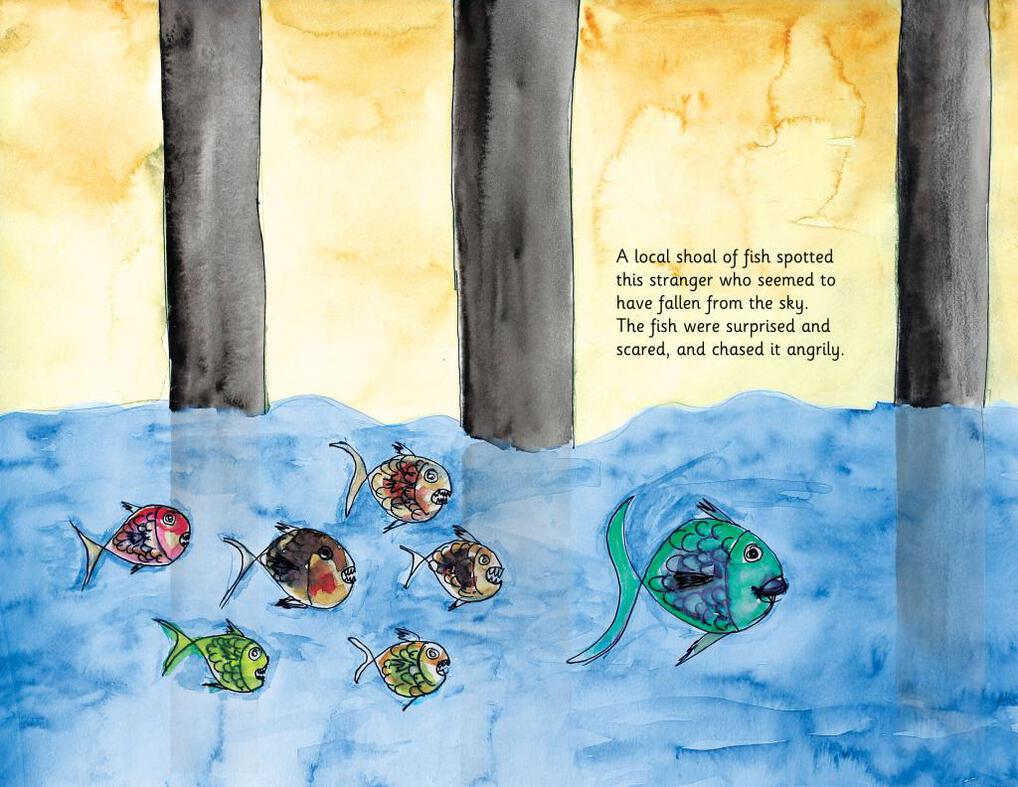 A local shoal of fish spotted
this stranger who seemed to
have fallen from the sky.
The fish were surprised and
scared, and chased it angrily.